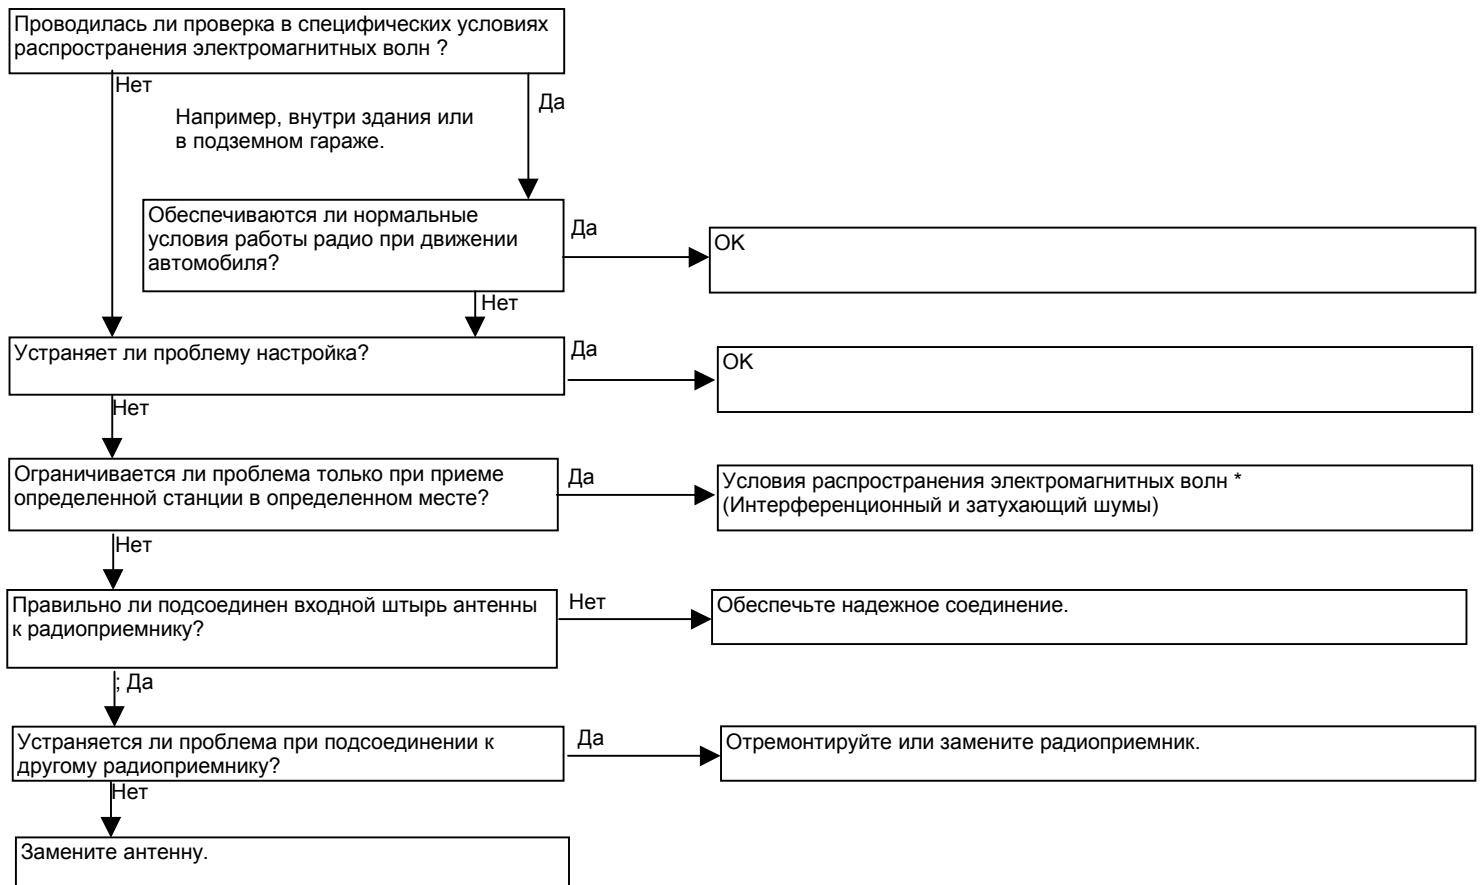 Проводилась ли проверка в специфических условиях
распространения электромагнитных волн ?
Нет
Да
Например, внутри здания или
в подземном гараже.
Обеспечиваются ли нормальные
условия работы радио при движении
автомобиля?
Да
OK
Нет
Устраняет ли проблему настройка?
Да
OK
Нет
Ограничивается ли проблема только при приеме
определенной станции в определенном месте?
Да
Условия распространения электромагнитных волн *
(Интерференционный и затухающий шумы)
Нет
Правильно ли подсоединен входной штырь антенны
к радиоприемнику?
Нет
Обеспечьте надежное соединение.
; Да
Устраняется ли проблема при подсоединении к
другому радиоприемнику?
Да
Отремонтируйте или замените радиоприемник.
Нет
Замените антенну.